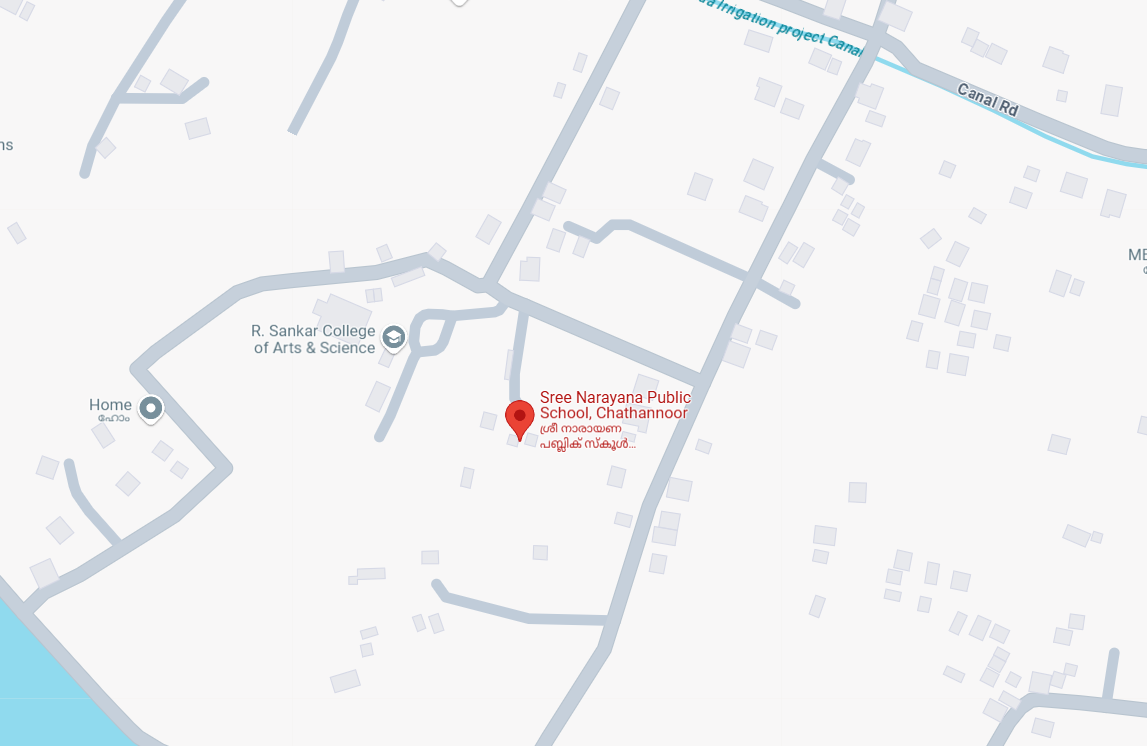 Irrigation project Canal
Canal Rd
ns
ME
R. Sankar College
of Arts & Science
Home
ഹോം
Sree Narayana Public
School, Chathannoor
ശ്രീ നാരായണ
പബ്ലിക് സ്കൂൾ...